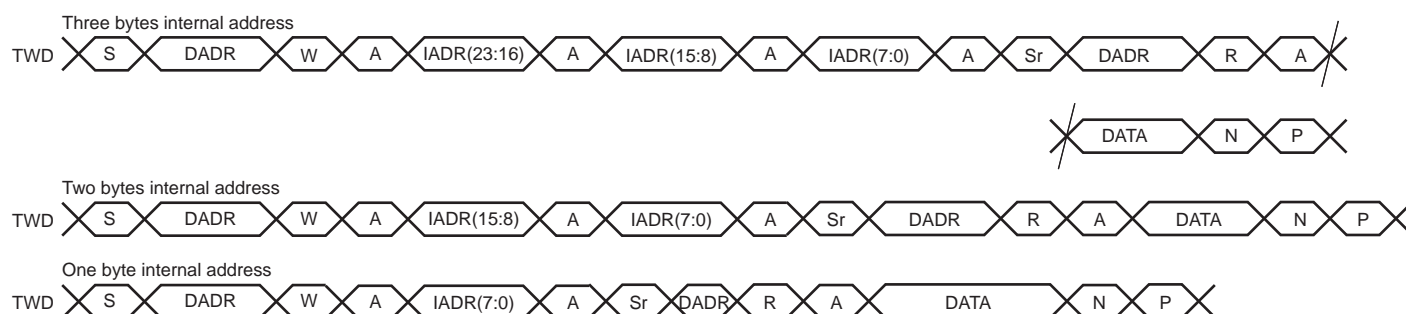 Three bytes internal address
TWD S DADR W A IADR(23:16) A IADR(15:8) A IADR(7:0) A Sr DADR R A
DATA N P
Two bytes internal address
TWD S DADR W A IADR(15:8) A IADR(7:0) A Sr DADR R A DATA N P
One byte internal address
TWD S DADR W A IADR(7:0) A Sr DADR R A DATA N P